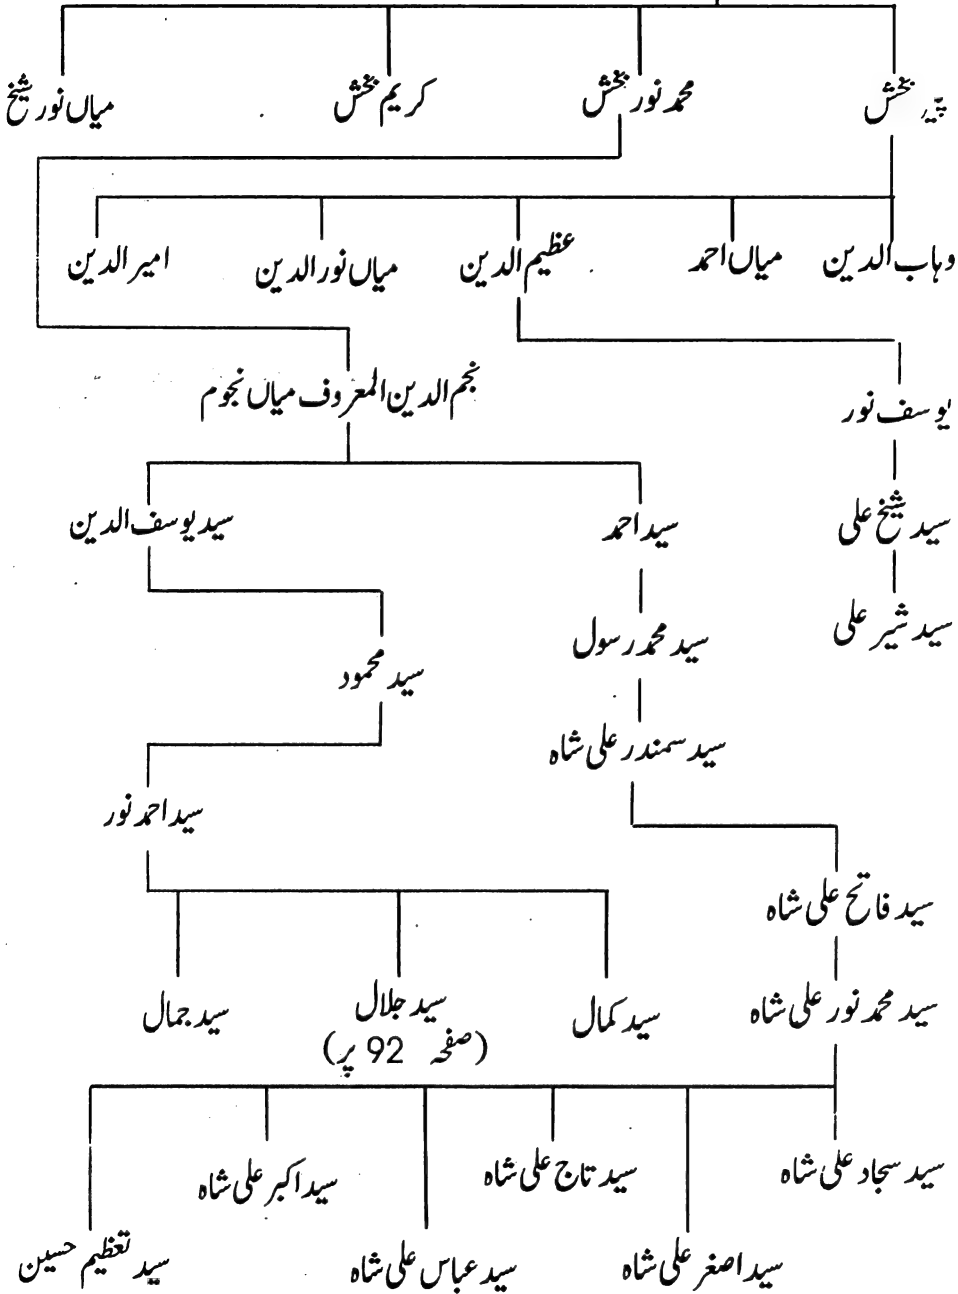 پیر بخش
محمد نور بخش
کریم بخش
میاں نور شیخ
وہاب الدین
میاں احمد
عظیم الدین
میاں نور الدین
امیر الدین
نجم الدین المعروف میاں نجوم
یوسف نور
سید شیخ علی
سید احمد
سید یوسف الدین
سید شیر علی
سید محمد رسول
سید محمود
سید سمندر علی شاہ
سید احمد نور
سید فاتح علی شاہ
سید محمد نور علی شاہ
سید کمال
سید جلال
سید جمال
(صفحہ 92 پر)
سید سجاد علی شاہ
سید تاج علی شاہ
سید اکبر علی شاہ
سید اصغر علی شاہ
سید عباس علی شاہ
سید تعظیم حسین